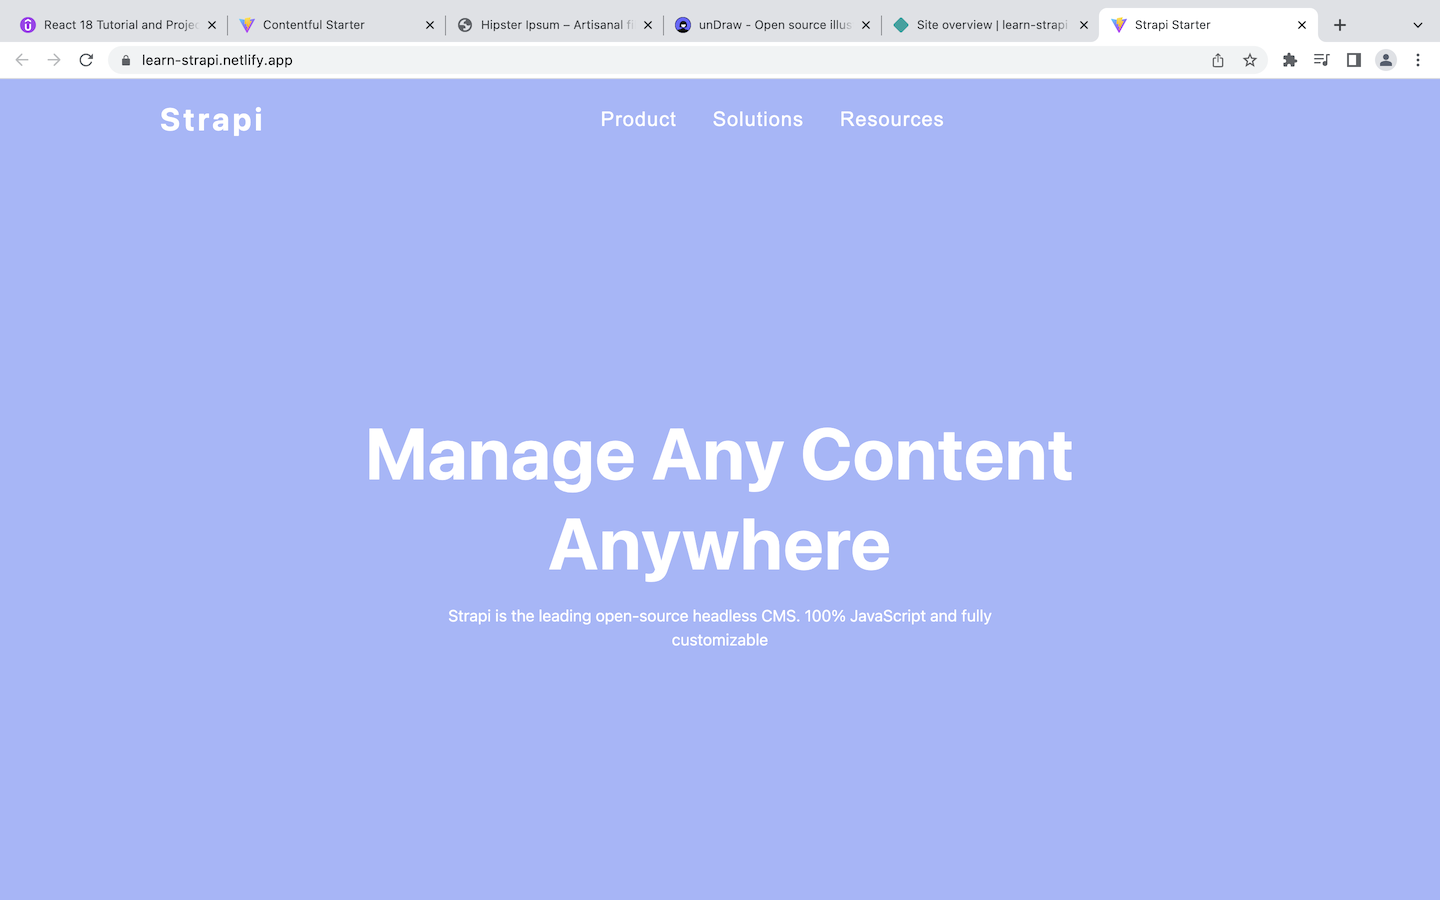 React 18 Tutorial and Projec
Contentful Starter
Hipster Ipsum – Artisanal fi
unDraw - Open source illus
Site overview | learn-strapi
Strapi Starter
learn-strapi.netlify.app
Strapi
Product
Solutions
Resources
Manage Any Content
Anywhere
Strapi is the leading open-source headless CMS. 100% JavaScript and fully
customizable